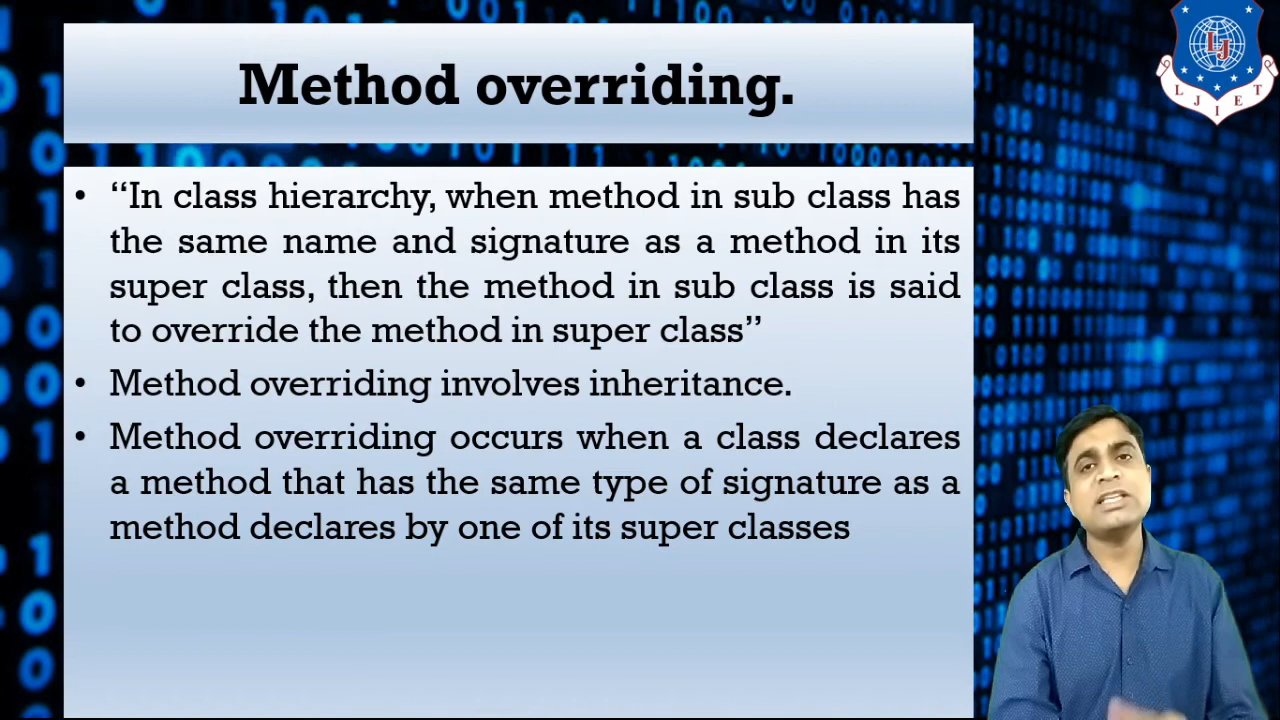 Method overriding.
• “In class hierarchy, when method in sub class has
the same name and signature as a method in its
super class, then the method in sub class is said
to override the method in super class”
• Method overriding involves inheritance.
• Method overriding occurs when a class declares
a method that has the same type of signature as a
method declares by one of its super classes
LJ
L J I E T